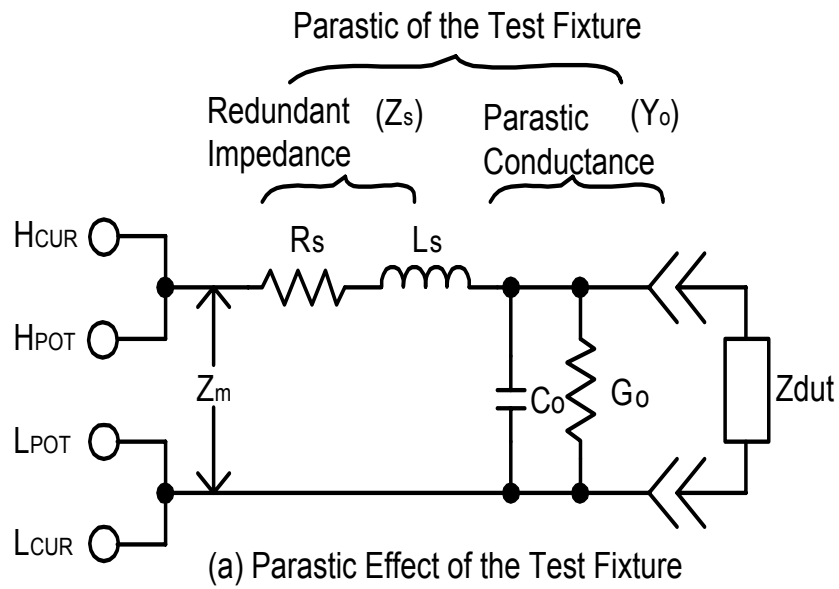 Parastic of the Test Fixture
Redundant (Zs)
Impedance
Parastic (Yo)
Conductance
HCUR
Rs
Ls
HPOT
Zm
Co
Go
Zdut
LPOT
LCUR
(a) Parastic Effect of the Test Fixture